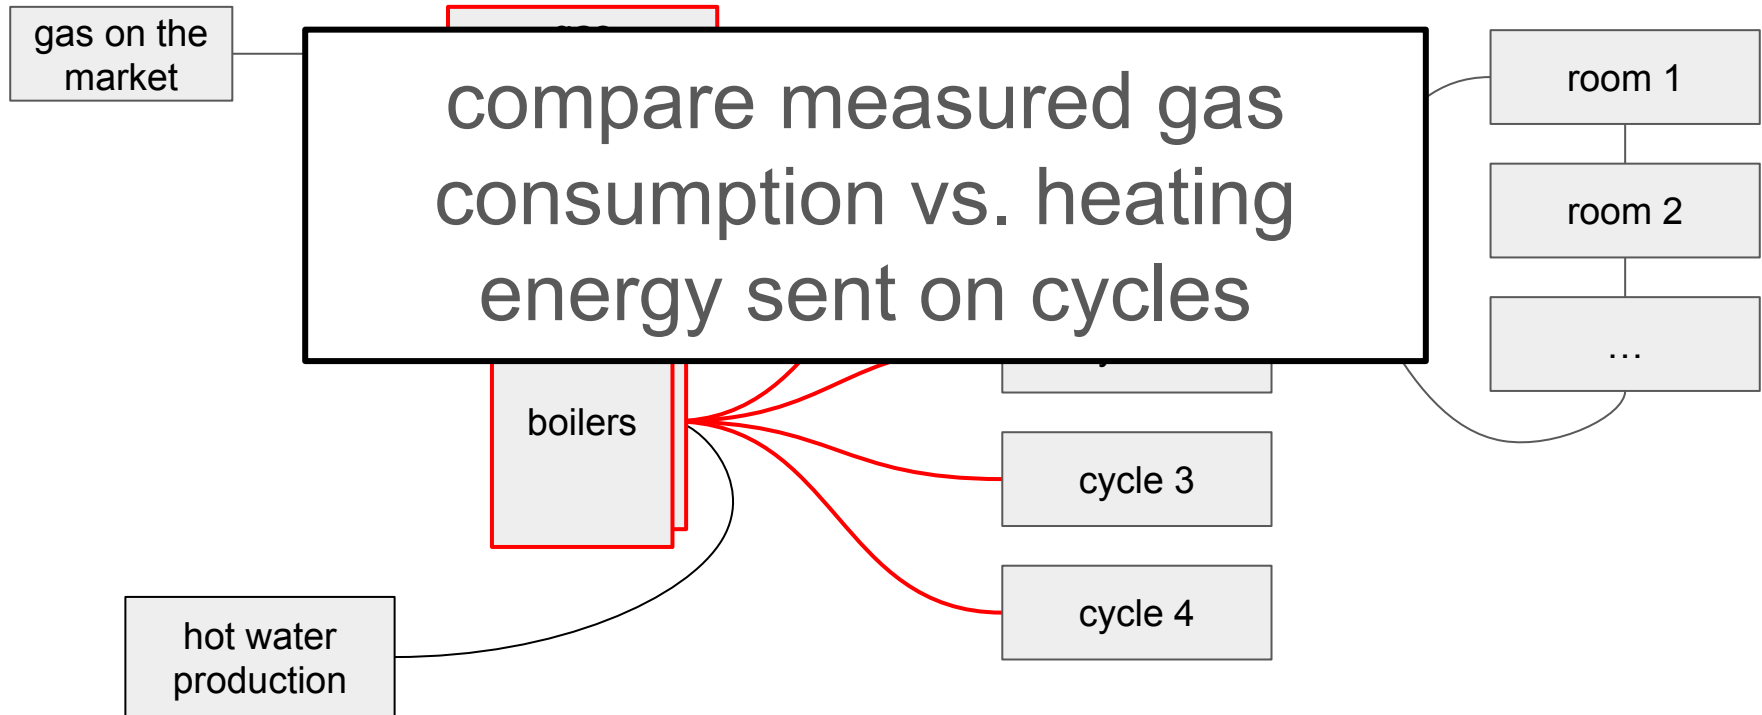 gas on the
market
compare measured gas
consumption vs. heating
energy sent on cycles
room 1
room 2
...
boilers
cycle 3
cycle 4
hot water
production